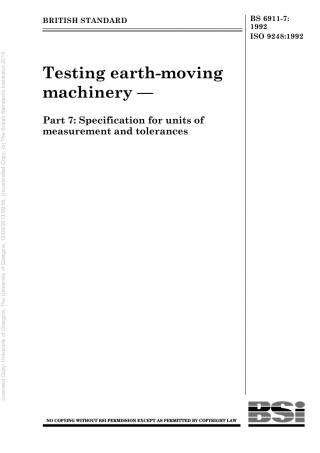 BRITISH STANDARD
BS 6911-7:
1992
ISO 9248:1992
Testing earth-moving
machinery —
Part 7: Specification for units of
measurement and tolerances
Licensed Copy: University of Glasgow, The University of Glasgow,
Uncontrolled Copy, (c) The British Standards Institution 2013
NO COPYING WITHOUT BSI PERMISSION EXCEPT AS PERMITTED BY COPYRIGHT LAW
BSi